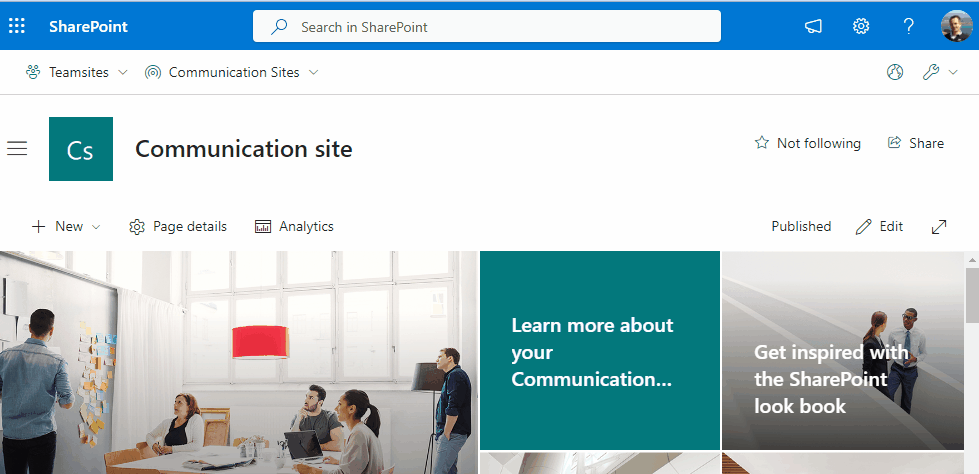 SharePoint
Search in SharePoint
Teamsites
Communication Sites
Cs
Communication site
Not following
Share
New
Page details
Analytics
Published
Edit
Learn more about
your
Communication...
Get inspired with
the SharePoint
look book